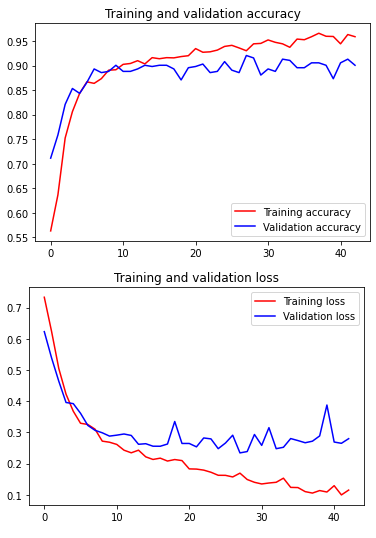 Training and validation accuracy
0.95
0.90
0.85
0.80
0.75
0.70
0.65
0.60
0.55
Training accuracy
Validation accuracy
0 10 20 30 40
Training and validation loss
0.7
0.6
0.5
0.4
0.3
0.2
0.1
Training loss
Validation loss
0 10 20 30 40